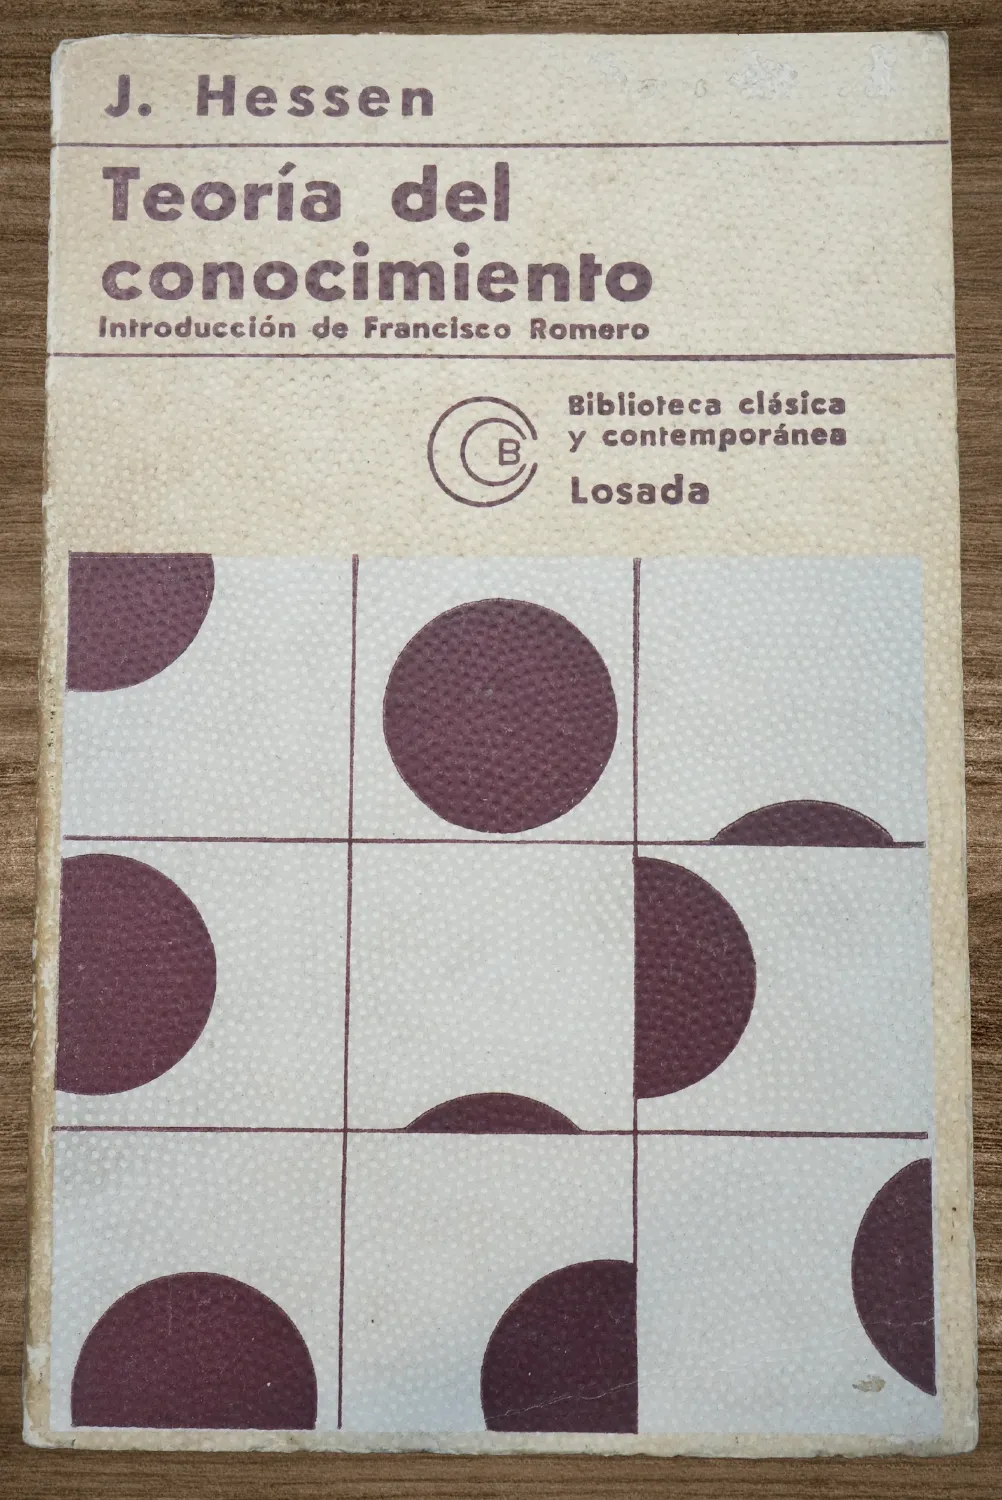 J. Hessen
Teoría del
conocimiento
Introducción de Francisco Romero
Biblioteca clásica
y contemporánea
B
Losada